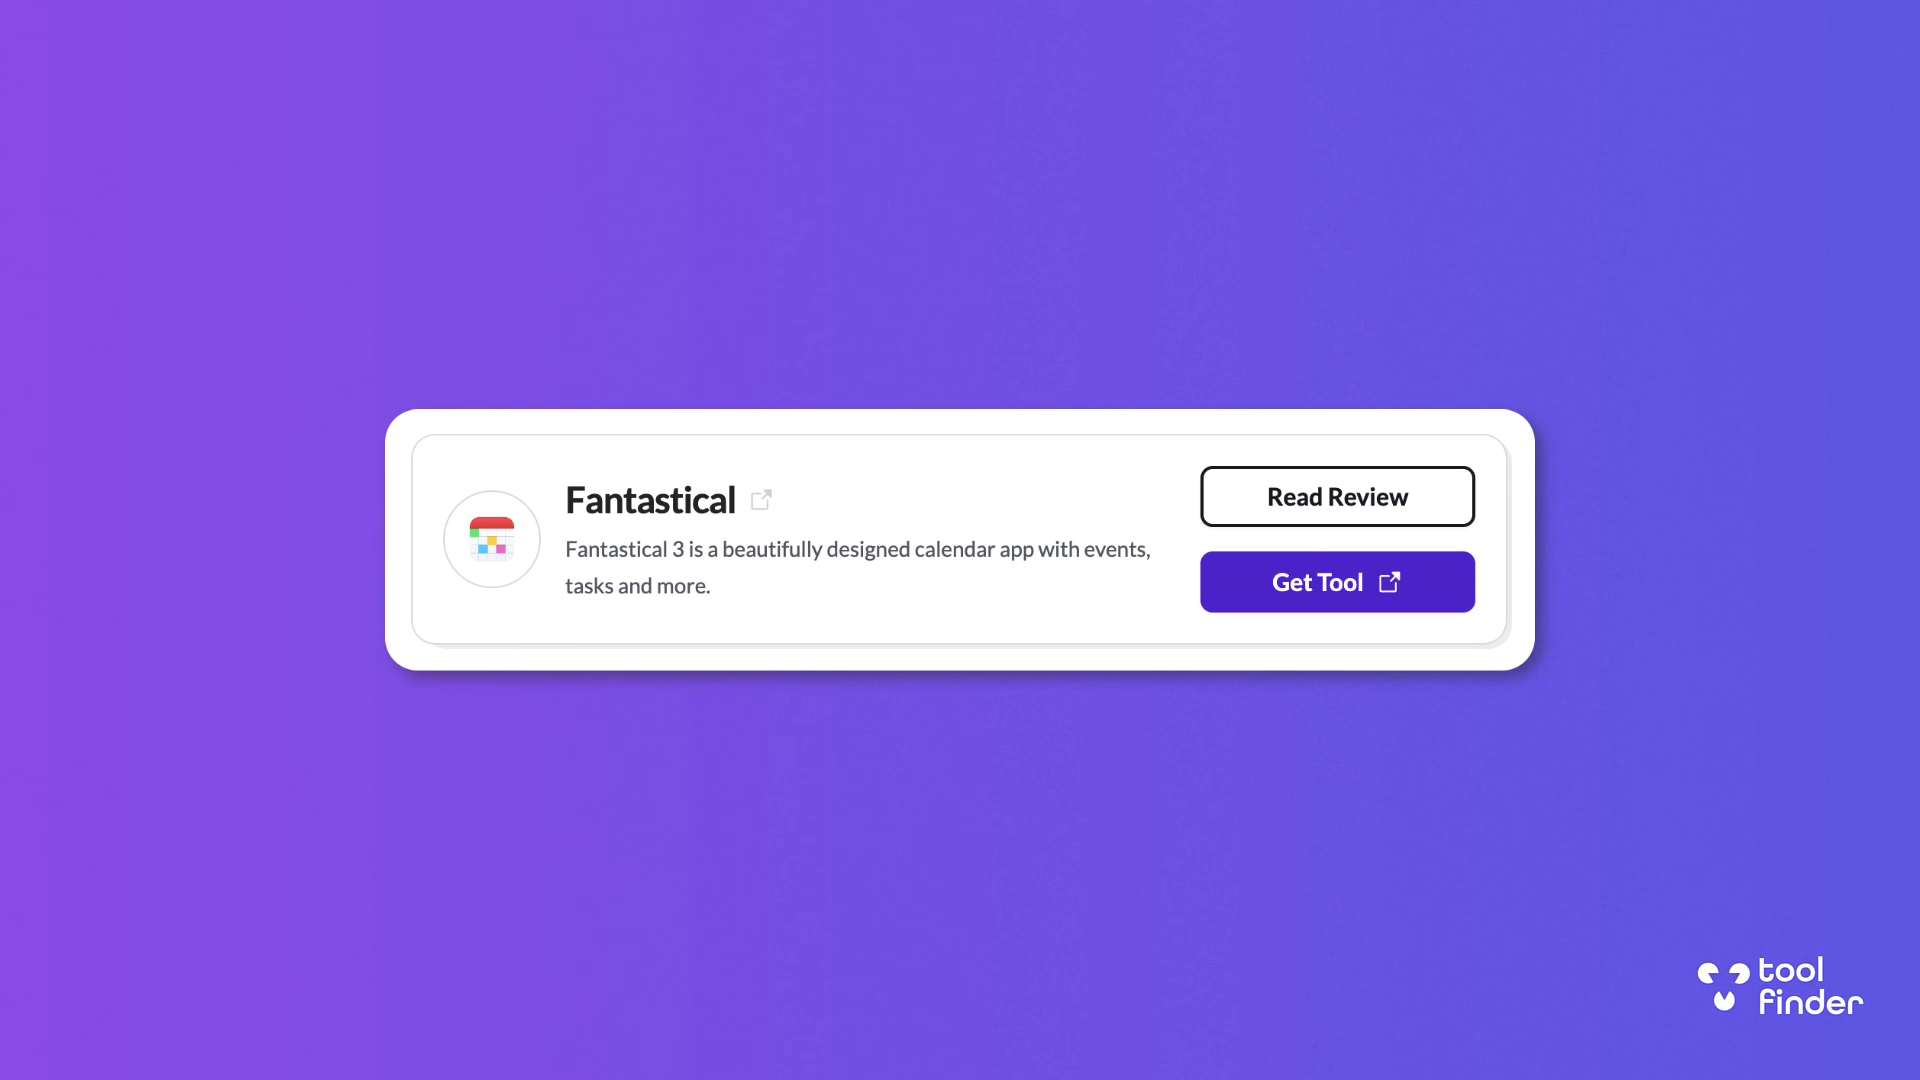 Fantastical
Fantastical 3 is a beautifully designed calendar app with events,
tasks and more.
Read Review
Get Tool
tool
finder